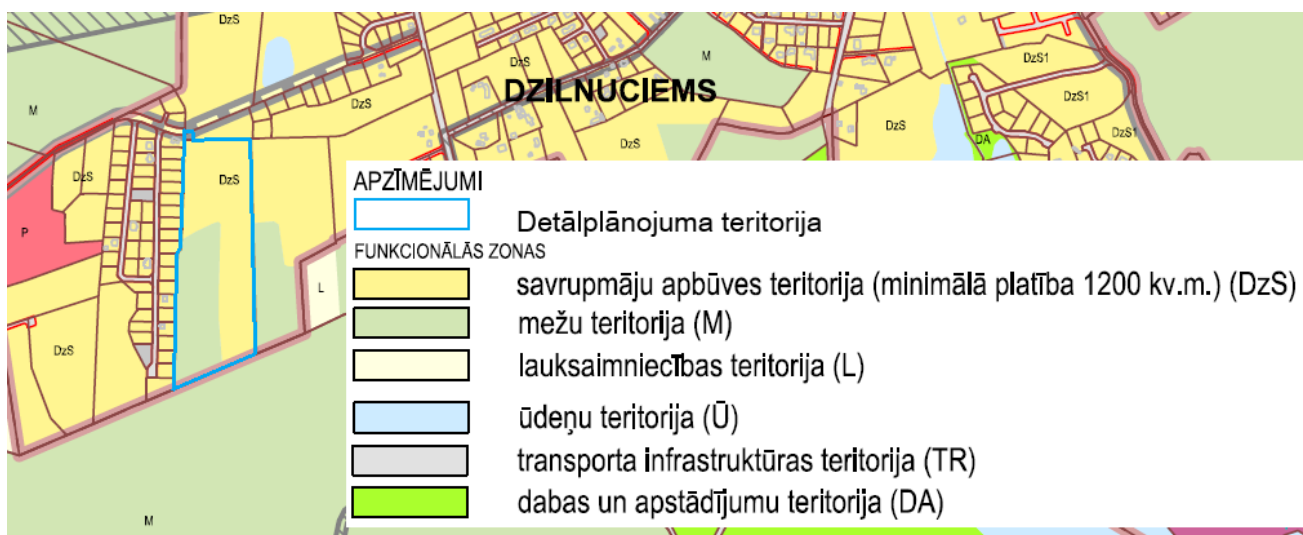 DzS
DzS1
M
DzS
DZILNUCIEMS
DzS1
M
DzS
DzS
DzS1
DzS
DA
DzS
DzS
P
L
DzS
M
APZĪMĒJUMI
Detālplānojuma teritorija
FUNKCIONĀLĀS ZONAS
savrupmāju apbūves teritorija (minimālā platība 1200 kv.m.) (DzS)
mežu teritorija (M)
lauksaimniecības teritorija (L)
ūdeņu teritorija (Ū)
transporta infrastruktūras teritorija (TR)
dabas un apstādījumu teritorija (DA)